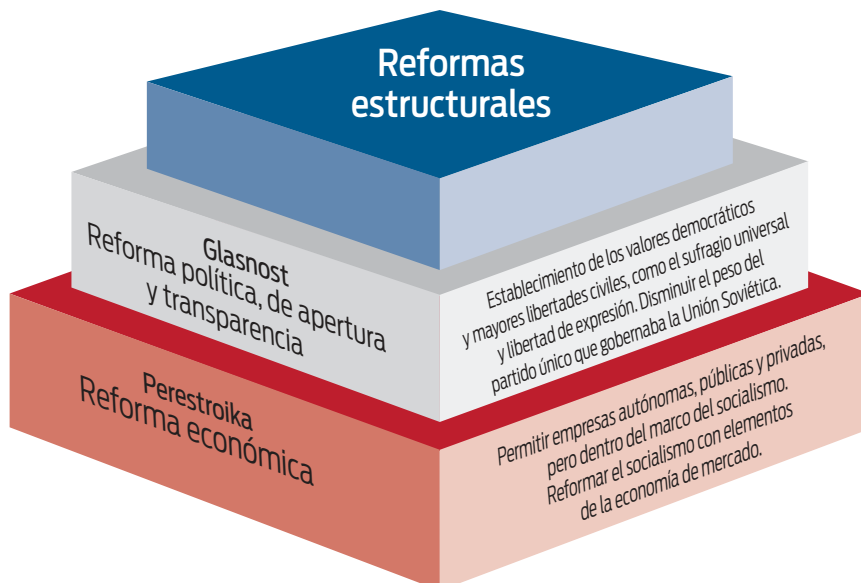 Reformas
estructurales
Glasnost
Reforma política, de apertura
y transparencia
Establecimiento de los valores democráticos
y mayores libertades civiles, como el sufragio universal
y libertad de expresión. Disminuir el peso del
partido único que gobernaba la Unión Soviética.
Perestroika
Reforma económica
Permitir empresas autónomas, públicas y privadas,
pero dentro del marco del socialismo.
Reformar el socialismo con elementos
de la economía de mercado.